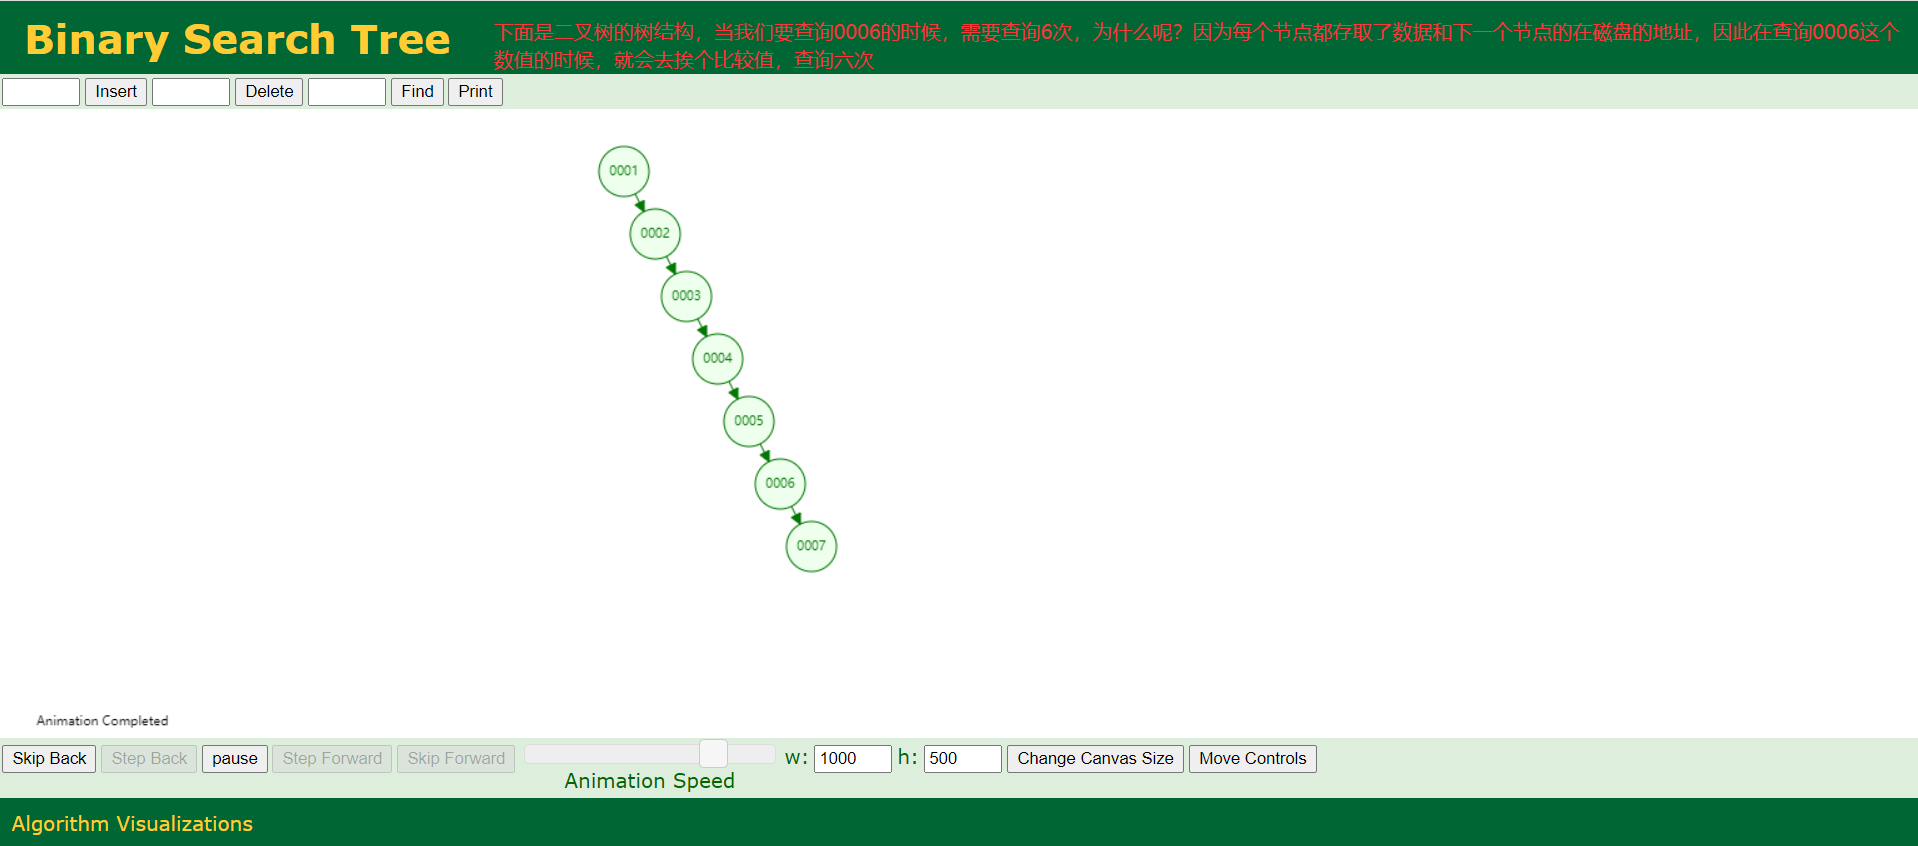 Binary Search Tree
下面是二叉树的树结构，当我们要查询0006的时候，需要查询6次，为什么呢？因为每个节点都存取了数据和下一个节点的在磁盘的地址，因此在查询0006这个
数值的时候，就会去挨个比较值，查询六次
Insert Delete Find Print
0001
0002
0003
0004
0005
0006
0007
Animation Completed
Skip Back Step Back pause Step Forward Skip Forward w: 1000 h: 500 Change Canvas Size Move Controls
Animation Speed
Algorithm Visualizations